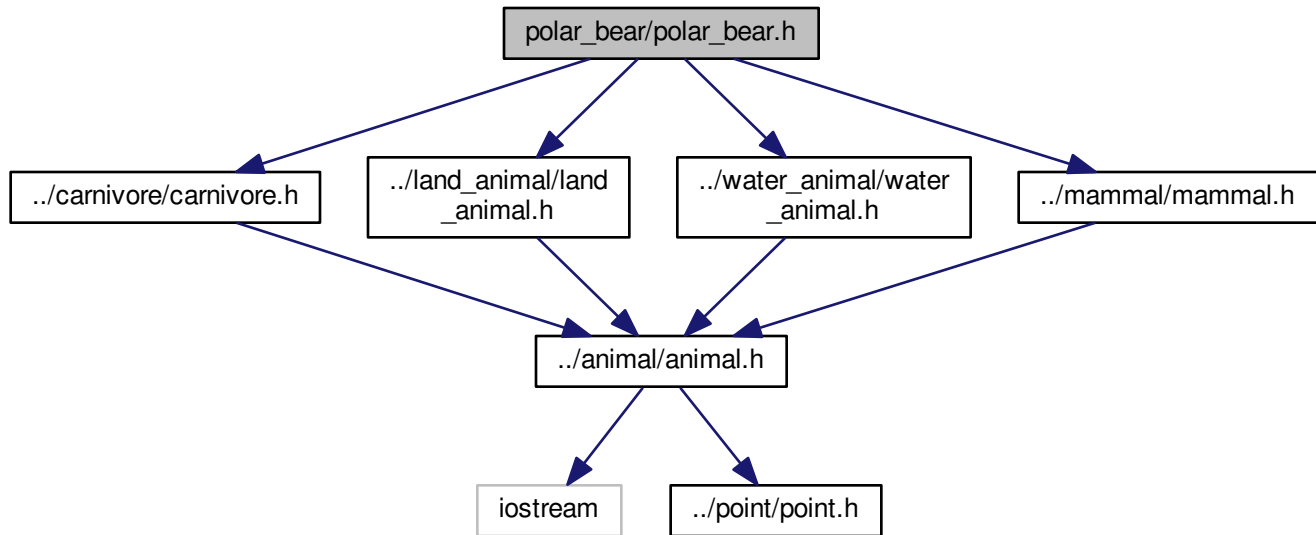 polar_bear/polar_bear.h
../carnivore/carnivore.h
../land_animal/land
_animal.h
../water_animal/water
_animal.h
../mammal/mammal.h
../animal/animal.h
iostream
../point/point.h